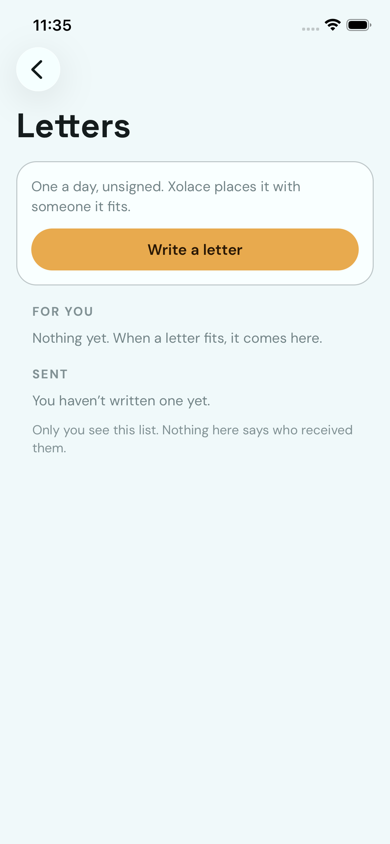 11:35
Letters
One a day, unsigned. Xolace places it with
someone it fits.
Write a letter
FOR YOU
Nothing yet. When a letter fits, it comes here.
SENT
You haven’t written one yet.
Only you see this list. Nothing here says who received
them.